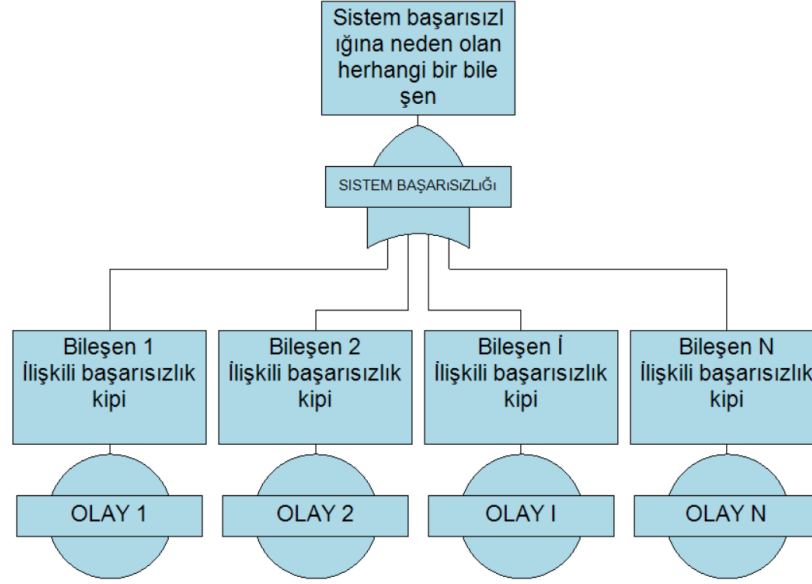 Sistem başarısızl
ığına neden olan
herhangi bir bile
şen
SISTEM BAŞARıSıZLıĞı
Bileşen 1
İlişkili başarısızlık
kipi
Bileşen 2
İlişkili başarısızlık
kipi
Bileşen İ
İlişkili başarısızlık
kipi
Bileşen N
İlişkili başarısızlık
kipi
OLAY 1
OLAY 2
OLAY I
OLAY N